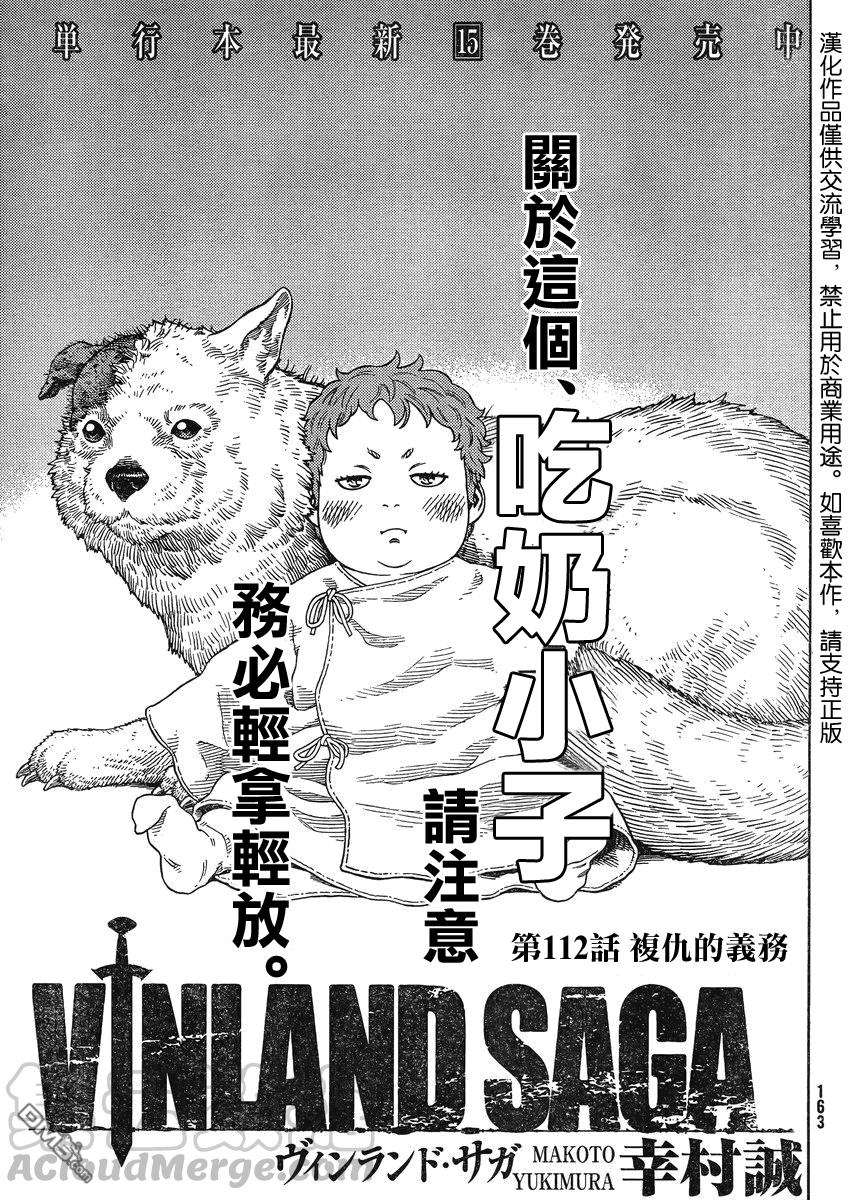 単行本最新15巻発売中
漢化作品僅供交流學習，禁止用於商業用途。如喜歡本作，請支持正版
關於這個、
吃奶小子
請注意
務必輕拿輕放。
第112話 複仇的義務
VINLAND SAGA
ヴィンランド・サガ
MAKOTO
YUKIMURA
幸村誠
163
AcloudMerge.com